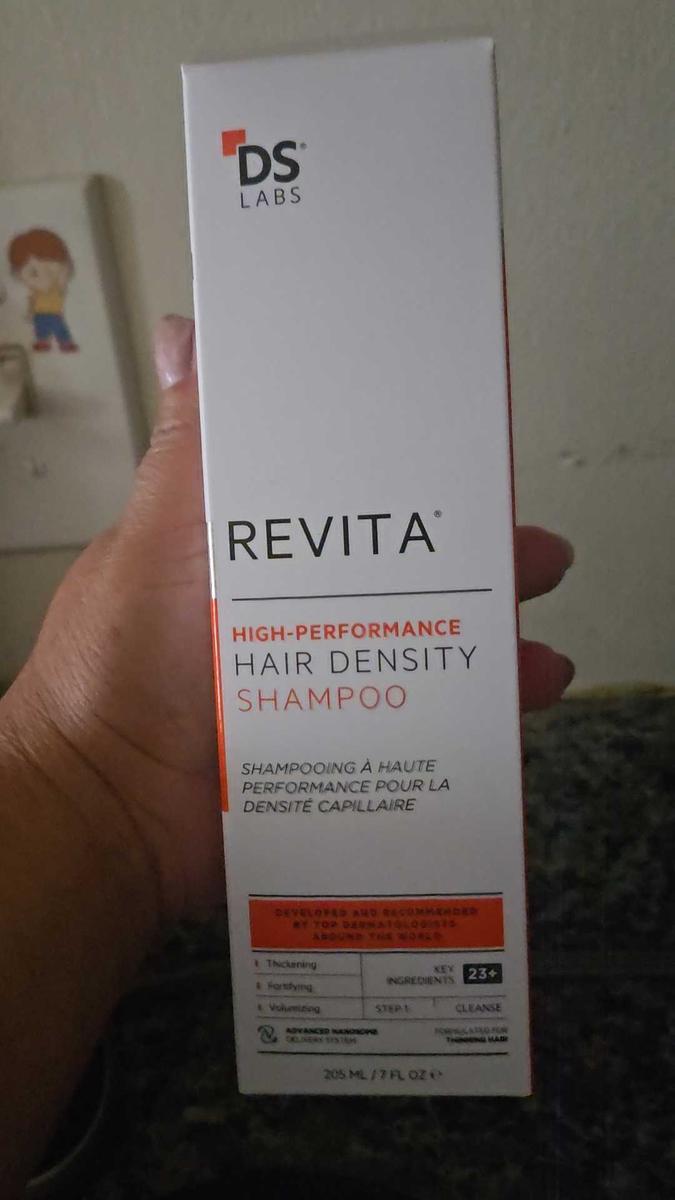 DS®
LABS
REVITA®
HIGH-PERFORMANCE
HAIR DENSITY
SHAMPOO
SHAMPOOING À HAUTE
PERFORMANCE POUR LA
DENSITÉ CAPILLAIRE
DEVELOPED AND RECOMMENDED
BY TOP DERMATOLOGISTS
AROUND THE WORLD
Thickening
Fortifying
Volumizing
KEY
INGREDIENTS 23+
STEP 1 CLEANSE
ADVANCED NANOSOME
DELIVERY SYSTEM
FORMULATED FOR
THINNING HAIR
205 ML / 7 FL OZ e